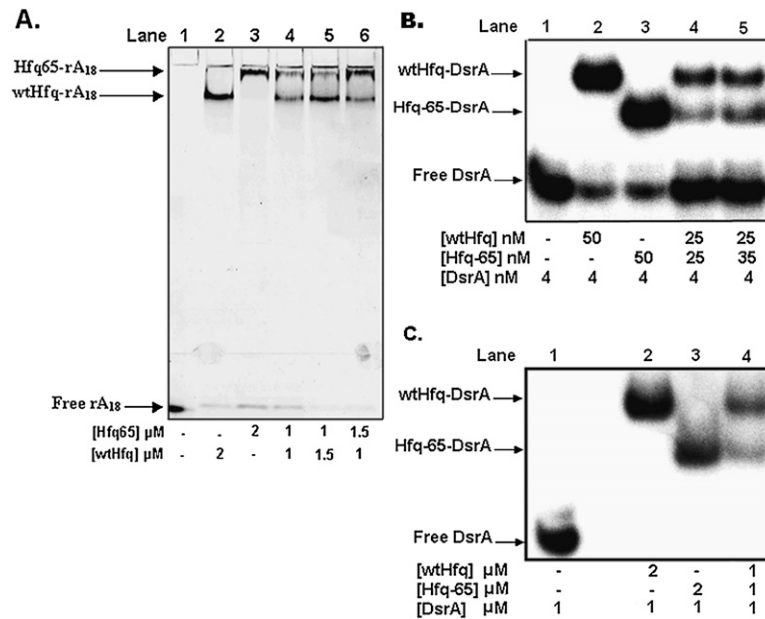 A.
Lane 1 2 3 4 5 6
Hfq65-rA18
wtHfq-rA18
Free rA18
[Hfq65] µM - - 2 1 1 1.5
[wtHfq] µM - 2 - 1 1.5 1
B.
Lane 1 2 3 4 5
wtHfq-DsrA
Hfq-65-DsrA
Free DsrA
[wtHfq] nM - 50 - 25 25
[Hfq-65] nM - - 50 25 35
[DsrA] nM 4 4 4 4 4
C.
Lane 1 2 3 4
wtHfq-DsrA
Hfq-65-DsrA
Free DsrA
[wtHfq] µM - 2 - 1
[Hfq-65] µM - - 2 1
[DsrA] µM 1 1 1 1